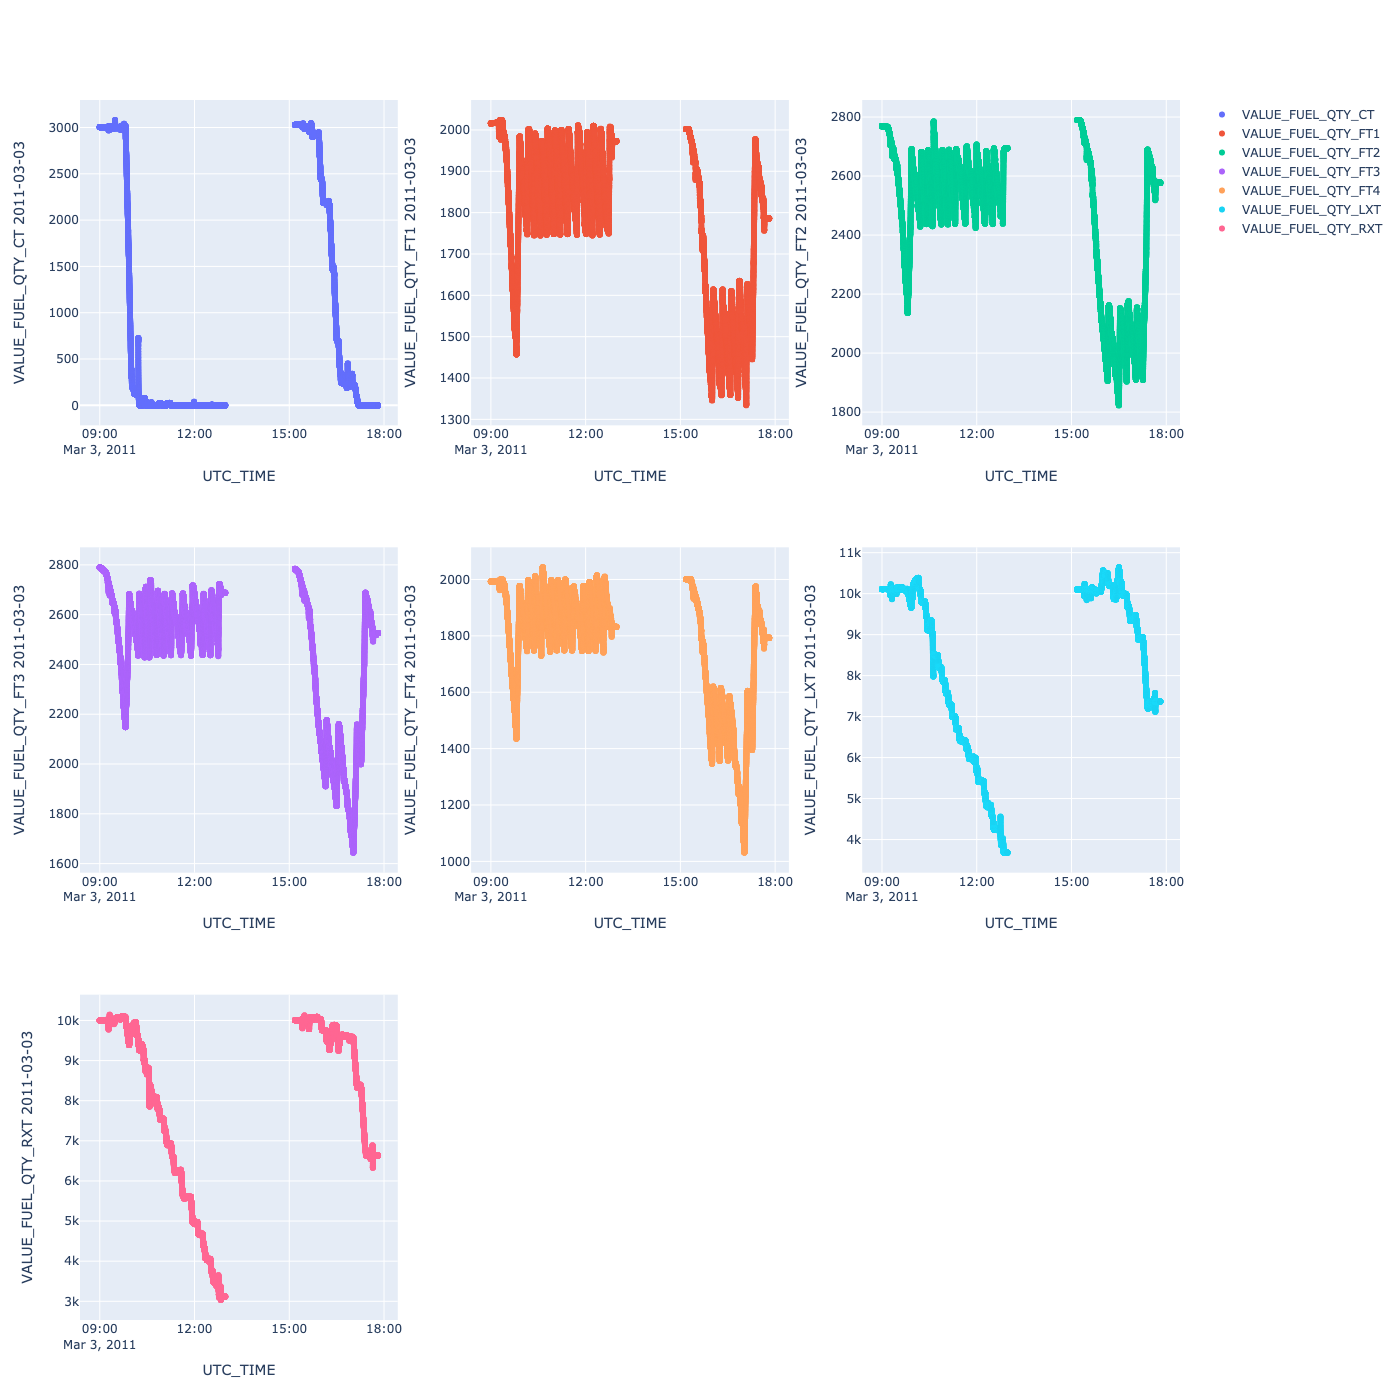 VALUE_FUEL_QTY_CT 2011-03-03
3000
2500
2000
1500
1000
500
0
09:00 12:00 15:00 18:00
Mar 3, 2011
UTC_TIME
VALUE_FUEL_QTY_FT1 2011-03-03
2000
1900
1800
1700
1600
1500
1400
1300
09:00 12:00 15:00 18:00
Mar 3, 2011
UTC_TIME
VALUE_FUEL_QTY_FT2 2011-03-03
2800
2600
2400
2200
2000
1800
09:00 12:00 15:00 18:00
Mar 3, 2011
UTC_TIME
VALUE_FUEL_QTY_CT
VALUE_FUEL_QTY_FT1
VALUE_FUEL_QTY_FT2
VALUE_FUEL_QTY_FT3
VALUE_FUEL_QTY_FT4
VALUE_FUEL_QTY_LXT
VALUE_FUEL_QTY_RXT
VALUE_FUEL_QTY_FT3 2011-03-03
2800
2600
2400
2200
2000
1800
1600
09:00 12:00 15:00 18:00
Mar 3, 2011
UTC_TIME
VALUE_FUEL_QTY_FT4 2011-03-03
2000
1800
1600
1400
1200
1000
09:00 12:00 15:00 18:00
Mar 3, 2011
UTC_TIME
VALUE_FUEL_QTY_LXT 2011-03-03
11k
10k
9k
8k
7k
6k
5k
4k
09:00 12:00 15:00 18:00
Mar 3, 2011
UTC_TIME
VALUE_FUEL_QTY_RXT 2011-03-03
10k
9k
8k
7k
6k
5k
4k
3k
09:00 12:00 15:00 18:00
Mar 3, 2011
UTC_TIME